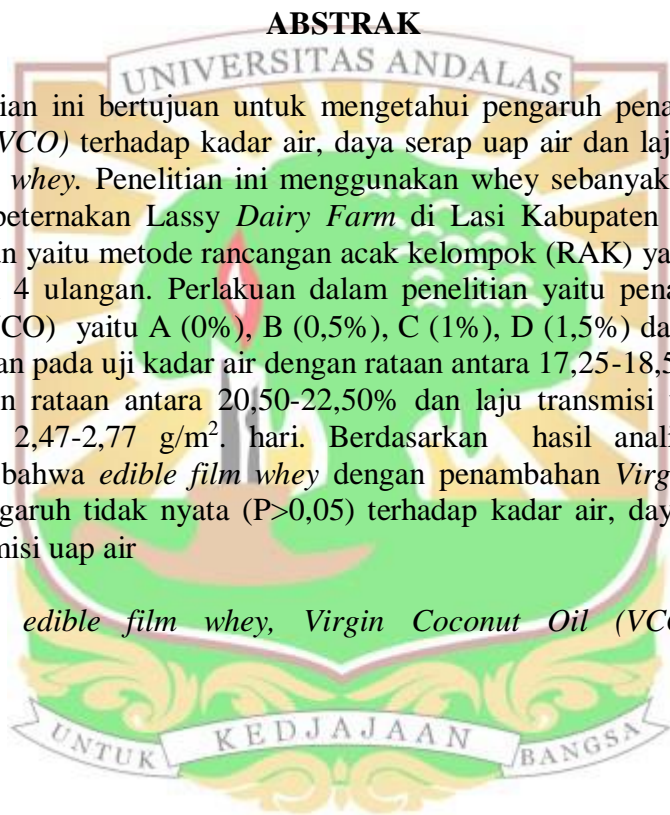 ABSTRAK
UNIVERSITAS ANDALAS
ian ini bertujuan untuk mengetahui pengaruh pena
VCO) terhadap kadar air, daya serap uap air dan laj
whey. Penelitian ini menggunakan whey sebanyak
peternakan Lassy Dairy Farm di Lasi Kabupaten
n yaitu metode rancangan acak kelompok (RAK) ya
4 ulangan. Perlakuan dalam penelitian yaitu pena
CO) yaitu A (0%), B (0,5%), C (1%), D (1,5%) da
an pada uji kadar air dengan rataan antara 17,25-18,5
n rataan antara 20,50-22,50% dan laju transmisi
2,47-2,77 g/m². hari. Berdasarkan hasil anali
bahwa edible film whey dengan penambahan Virg
garuh tidak nyata (P>0,05) terhadap kadar air, day
misi uap air
edible film whey, Virgin Coconut Oil (VC
UNTUK KEDJAJAAN BANGSA